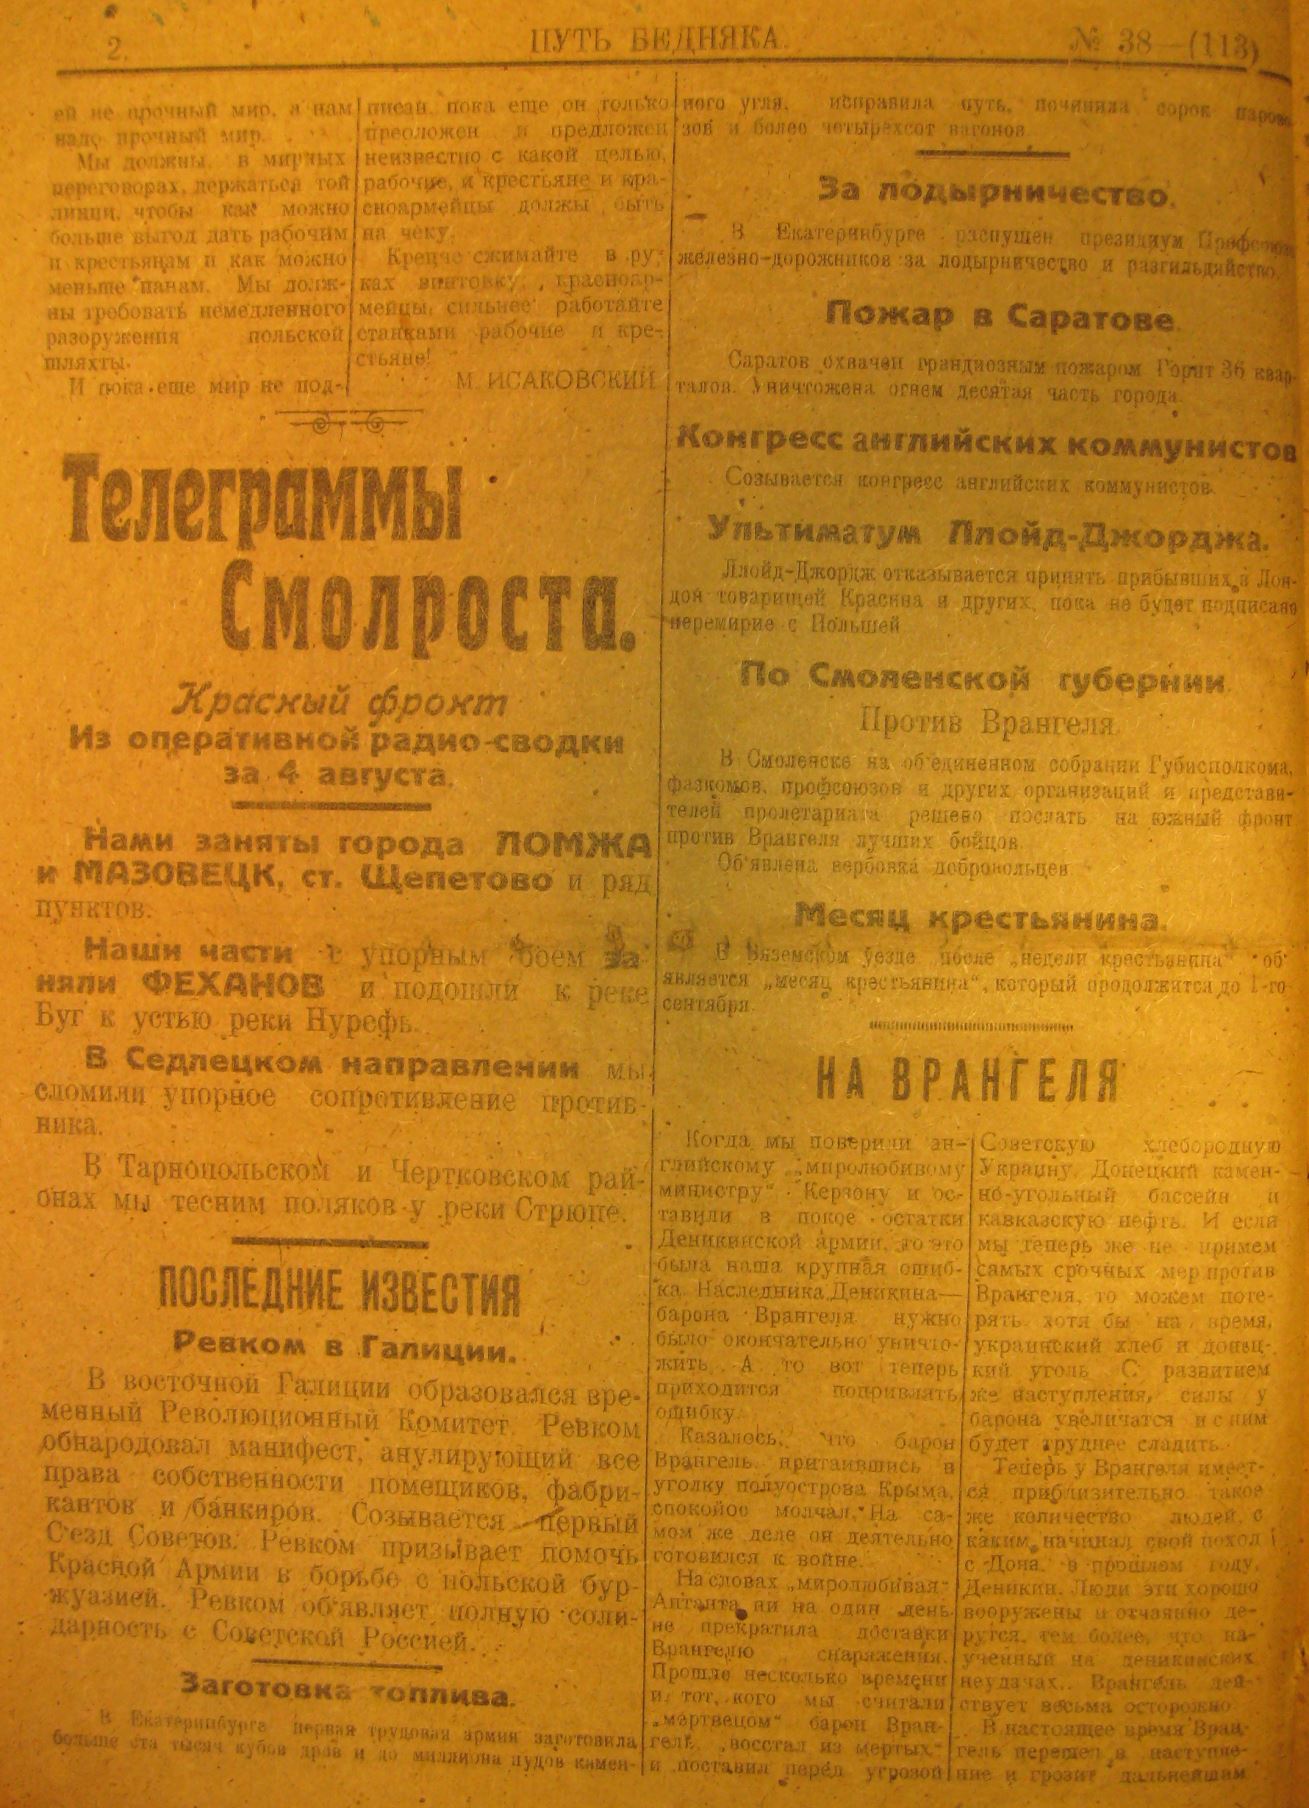 2.
ПУТЬ БЕДНЯКА.
№ 38 — (113)
ей не прочный мир, а нам
надо прочный мир.
Мы должны, в мирных
переговорах, держаться той
линии, чтобы как можно
больше выгод дать рабочим
и крестьянам и как можно
меньше панам. Мы долж-
ны требовать немедленного
разоружения польской
шляхты.
И пока еще мир не под-
писан, пока еще он только
преоложен и предложен
неизвестно с какой целью,
рабочие, и крестьяне и кра-
сноармейцы должы быть
на чеку.
Крепче сжимайте в ру-
ках винтовку, красноар-
мейцы, сильнее работайте
станками рабочие и кре-
стьяне!
М. ИСАКОВСКИЙ
Телеграммы
Смолроста.
Красный фронт
Из оперативной радио-сводки
за 4 августа.
Нами заняты города ЛОМЖА
и МАЗОВЕЦК, ст. Щепетово и ряд
пунктов.
Наши части с упорным боем за
няли ФЕХАНОВ и подошли к реке
Буг к устью реки Нурефь.
В Седлецком направлении мы
сломили упорное сопротивление против-
ника.
В Тарнопольском и Чертковском рай-
онах мы тесним поляков у реки Стрюпе.
ПОСЛЕДНИЕ ИЗВЕСТИЯ
Ревком в Галиции.
В восточной Галиции образовался вре-
менный Революционный Комитет. Ревком
обнародовал манифест, анулирующий все
права собственности помещиков, фабри-
кантов и банкиров. Созывается первый
С'езд Советов. Ревком призывает помочь
Красной Армии в борьбе с польской бур-
жуазией. Ревком об'являет полную соли-
дарность с Советской Россией.
Заготовка топлива.
В Екатеринбурге первая трудовая армия заготовила
больше ста тысяч кубов дров и до миллиона пудов камен-
ного угля, исправила путь, починила сорок парово-
зов и более четырехсот вагонов.
За лодырничество.
В Екатеринбурге распущен президиум
железно-дорожников за лодырничество и разгильдяйство.
Пожар в Саратове
Саратов охвачен грандиозным пожаром Горит 36 квар-
талов. Уничтожена огнем десятая часть города.
Конгресс английских коммунистов
Созывается конгресс английских коммунистов.
Ультиматум Ллойд-Джорджа.
Ллойд-Джордж отказывается принять прибывших в Лон-
дон товарищей Красина и других, пока не будет подписано
перемирие с Польшей
По Смоленской губернии
Против Врангеля.
В Смоленске на об'единенном собрании Губисполкома,
фазкомов, профсоюзов и других организаций и представи-
телей пролетариата решено послать на южный фронт
против Врангеля лучших бойцов.
Об'явлена вербовка добровольцев
Месяц крестьянина.
В Вяземском уезде после „недели крестьянина“ об'
является „месяц крестьянина“, который продолжится до 1-го
сентября.
НА ВРАНГЕЛЯ
Когда мы поверили ан-
глийскому „миролюбивому
министру“ Керзону и ос-
тавили в покое остатки
Деникинской армии, то это
была наша крупная ошиб-
ка. Наследника Деникина—
барона Врангеля нужно
было окончательно уничто-
жить. А то вот теперь
приходится поправлять
ошибку.
Казалось, что барон
Врангель, притаившись в
уголку полуострова Крыма,
спокойно молчал. На са-
мом же деле он деятельно
готовился к войне.
На словах „миролюбивая“
Антанта ни на один день
не прекратила доставки
Врангелю снаряжения.
Прошло несколько времени
и тот, кого мы считали
„мертвецом“ барон Вран-
гель „восстал из мертых“
и поставил перед угрозой
Советскую хлебородную
Украину, Донецкий камен-
но-угольный бассейн и
кавказскую нефть. И если
мы теперь же не примем
самых срочных мер против
Врангеля, то можем поте-
рять хотя бы на время,
украинский хлеб и донец-
кий уголь С развитием
же наступления, силы у
барона увеличатся и с ним
будет труднее сладить.
Теперь у Врангеля имеет-
ся приблизительно такое
же количество людей, с
каким начинал свой поход
с Дона в прошлом году,
Деникин. Люди эти хорошо
вооружены и отчаянно де-
рутся, тем более, что на-
ученный на деникинских
неудачах, Врангель дей-
ствует весьма осторожно
В настоящее время Вран-
гель перешел в наступле-
ние и грозит дальнейшим